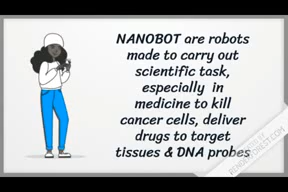 NANOBOT are robots
made to carry out
scientific task,
especially in
medicine to kill
cancer cells, deliver
drugs to target
tissues & DNA probes